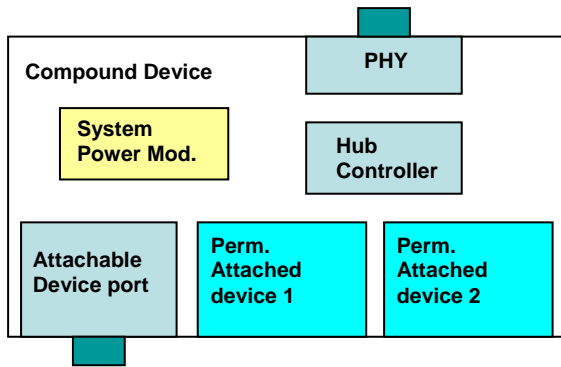 PHY
Compound Device
System
Power Mod.
Hub
Controller
Attachable
Device port
Perm.
Attached
device 1
Perm.
Attached
device 2